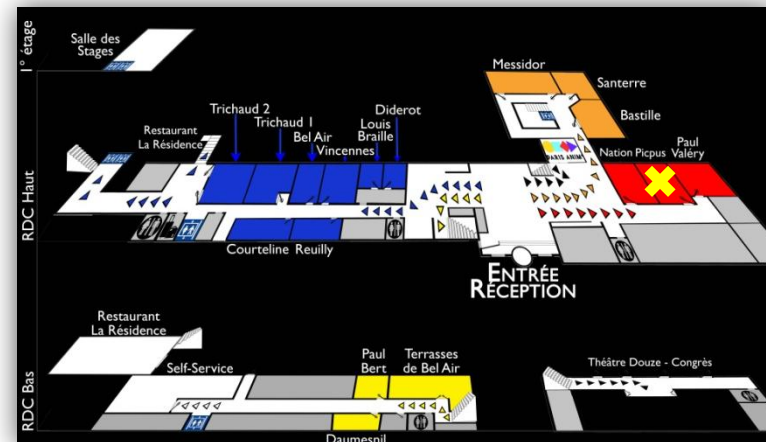 1° étage
Salle des
Stages
Messidor
Santerre
Bastille
RDC Haut
Trichaud 2
Trichaud 1
Bel Air
Vincennes
Louis
Braille
Diderot
Restaurant
La Résidence
PARIS ANIM'
Nation Picpus
Paul
Valéry
Courteline Reuilly
ENTRÉE
RÉCEPTION
RDC Bas
Restaurant
La Résidence
Self-Service
Paul
Bert
Terrasses
de Bel Air
Théâtre Douze - Congrès
Daumesnil